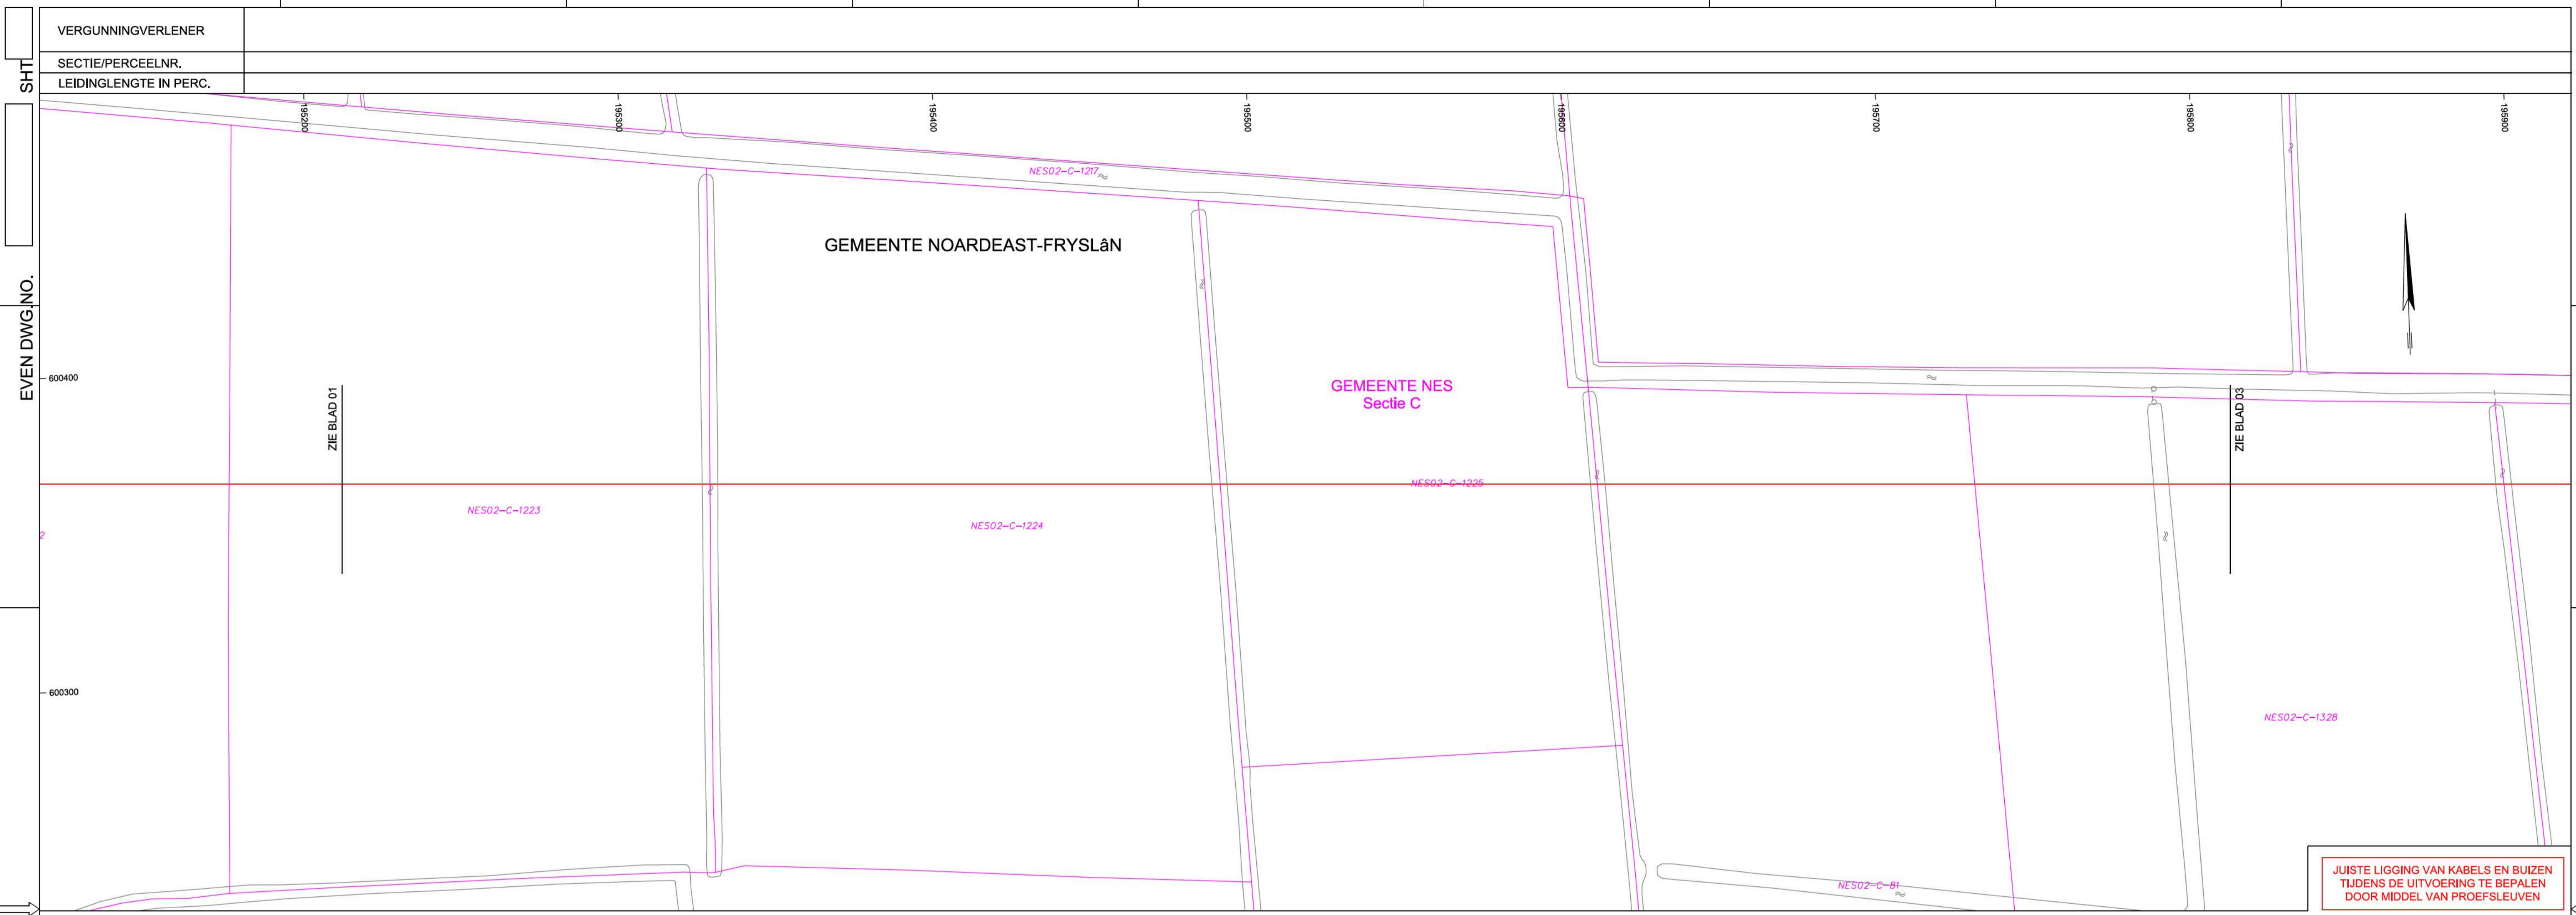 VERGUNNINGVERLENER
SECTIE/PERCEELNR.
LEIDINGLENGTE IN PERC.
SHT
EVEN DWG.NO.
195200
195300
195400
195500
195600
195700
195800
195900
NES02-C-1217
GEMEENTE NOARDEAST-FRYSLâN
600400
ZIE BLAD 01
GEMEENTE NES
Sectie C
ZIE BLAD 03
NES02-C-1225
NES02-C-1223
NES02-C-1224
2
600300
NES02-C-1328
NES02-C-81
JUISTE LIGGING VAN KABELS EN BUIZEN
TIJDENS DE UITVOERING TE BEPALEN
DOOR MIDDEL VAN PROEFSLEUVEN